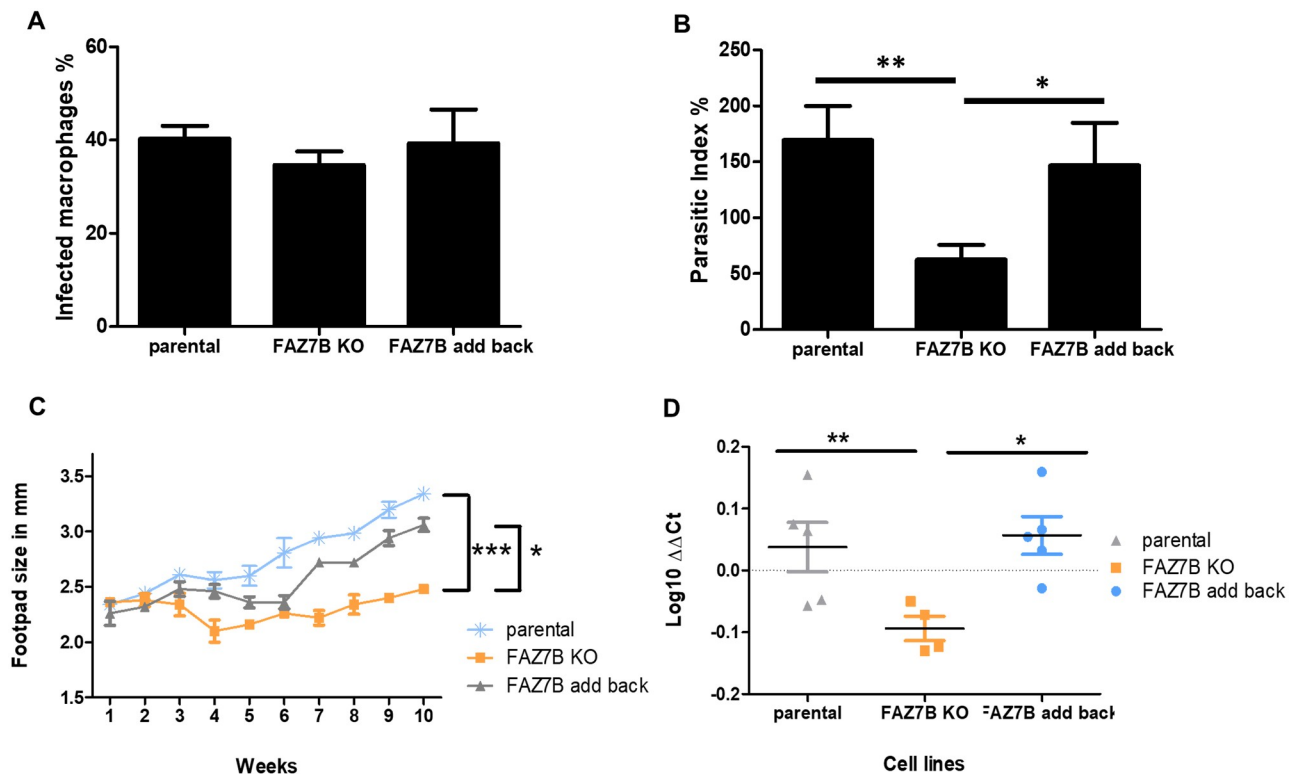 A
Infected macrophages %
60
40
20
0
parental
FAZ7B KO
FAZ7B add back
B
Parasitic Index %
250
200
150
100
50
0
**
*
parental
FAZ7B KO
FAZ7B add back
C
Footpad size in mm
3.5
3.0
2.5
2.0
1.5
***
*
parental
FAZ7B KO
FAZ7B add back
1 2 3 4 5 6 7 8 9 10
Weeks
D
Log10 ΔΔCt
0.2
0.1
0.0
-0.1
-0.2
**
*
parental
FAZ7B KO
FAZ7B add back
parental
FAZ7B KO
FAZ7B add back
Cell lines